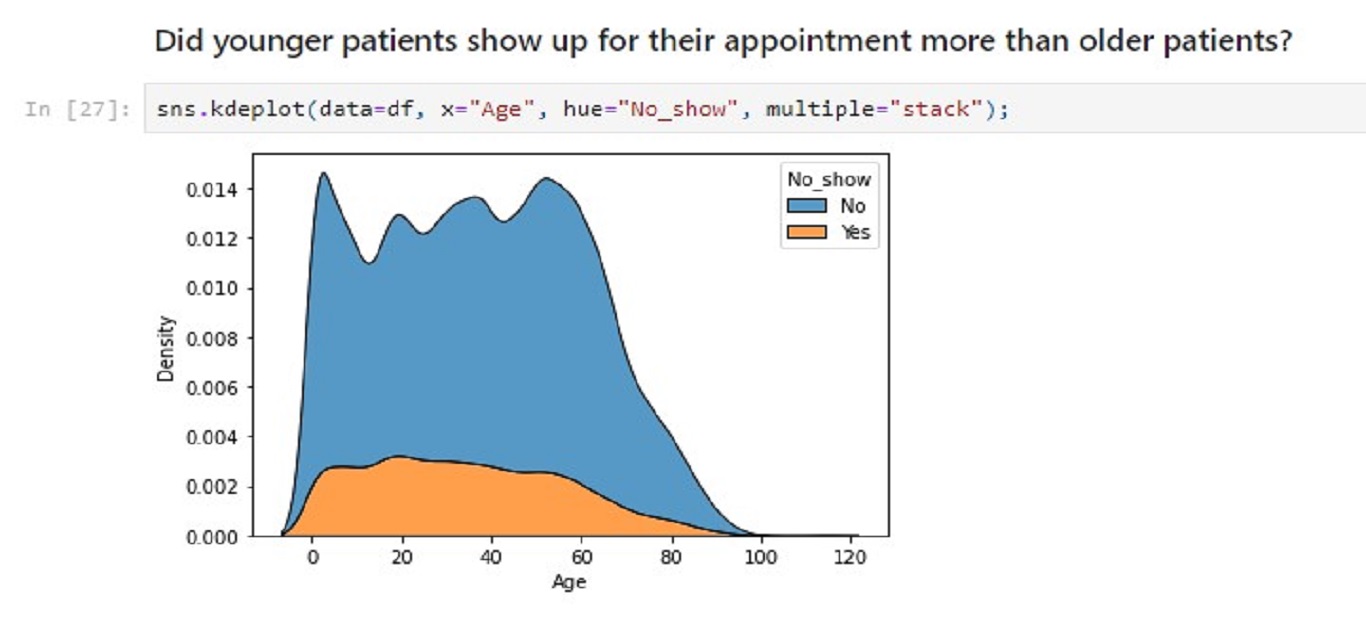 Did younger patients show up for their appointment more than older patients?
In [27]: sns.kdeplot(data=df, x="Age", hue="No_show", multiple="stack");
No_show
No
Yes
0.014
0.012
0.010
0.008
0.006
0.004
0.002
0.000
Density
0 20 40 60 80 100 120
Age